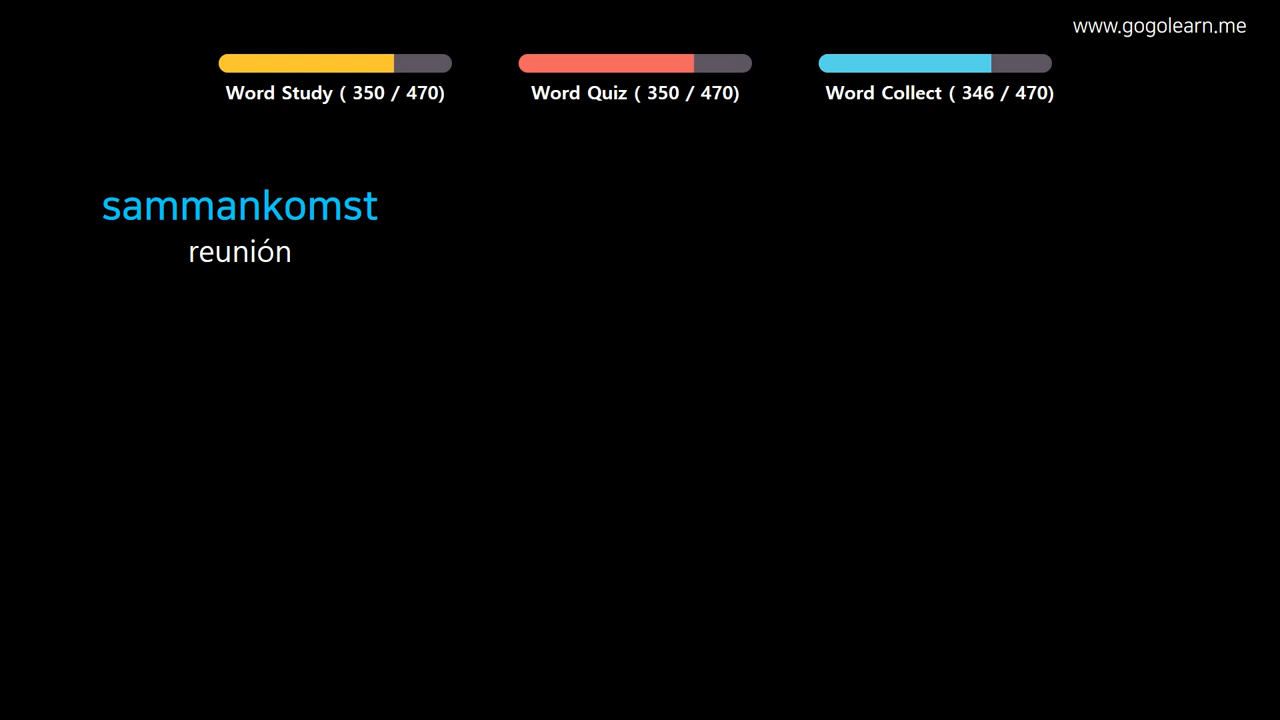 www.gogolearn.me
Word Study ( 350 / 470)
Word Quiz ( 350 / 470)
Word Collect ( 346 / 470)
sammankomst
reunión